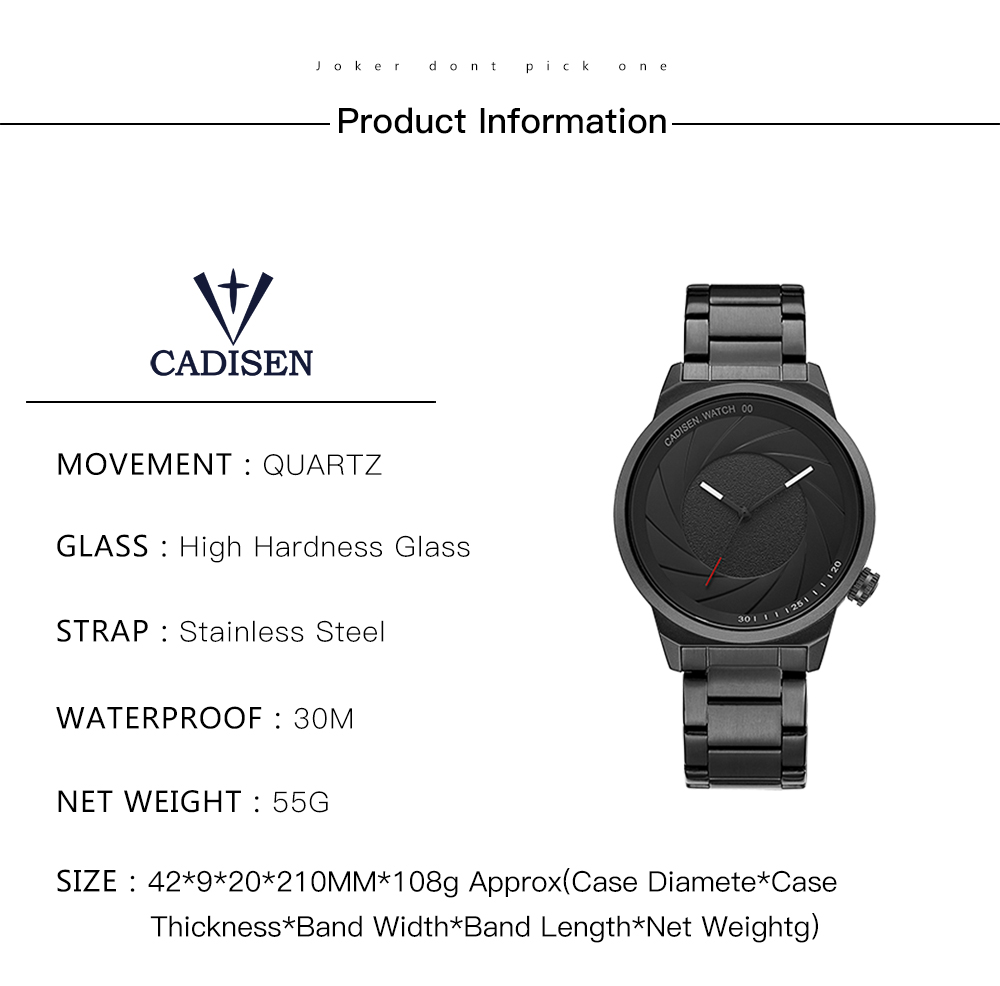 Joker dont pick one
Product Information
CADISEN
MOVEMENT : QUARTZ
GLASS : High Hardness Glass
STRAP : Stainless Steel
WATERPROOF : 30M
NET WEIGHT : 55G
SIZE : 42*9*20*210MM*108g Approx(Case Diamete*Case
Thickness*Band Width*Band Length*Net Weightg)
CADISEN. WATCH 00
20
25
30